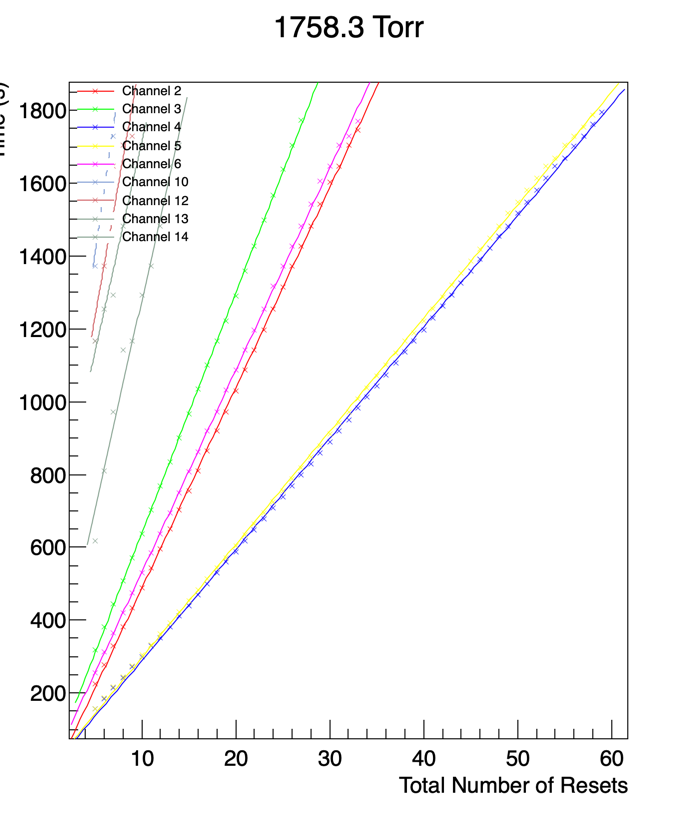 1758.3 Torr
Channel 2
Channel 3
Channel 4
Channel 5
Channel 6
Channel 10
Channel 12
Channel 13
Channel 14
1800
1600
1400
1200
1000
800
600
400
200
10 20 30 40 50 60
Total Number of Resets